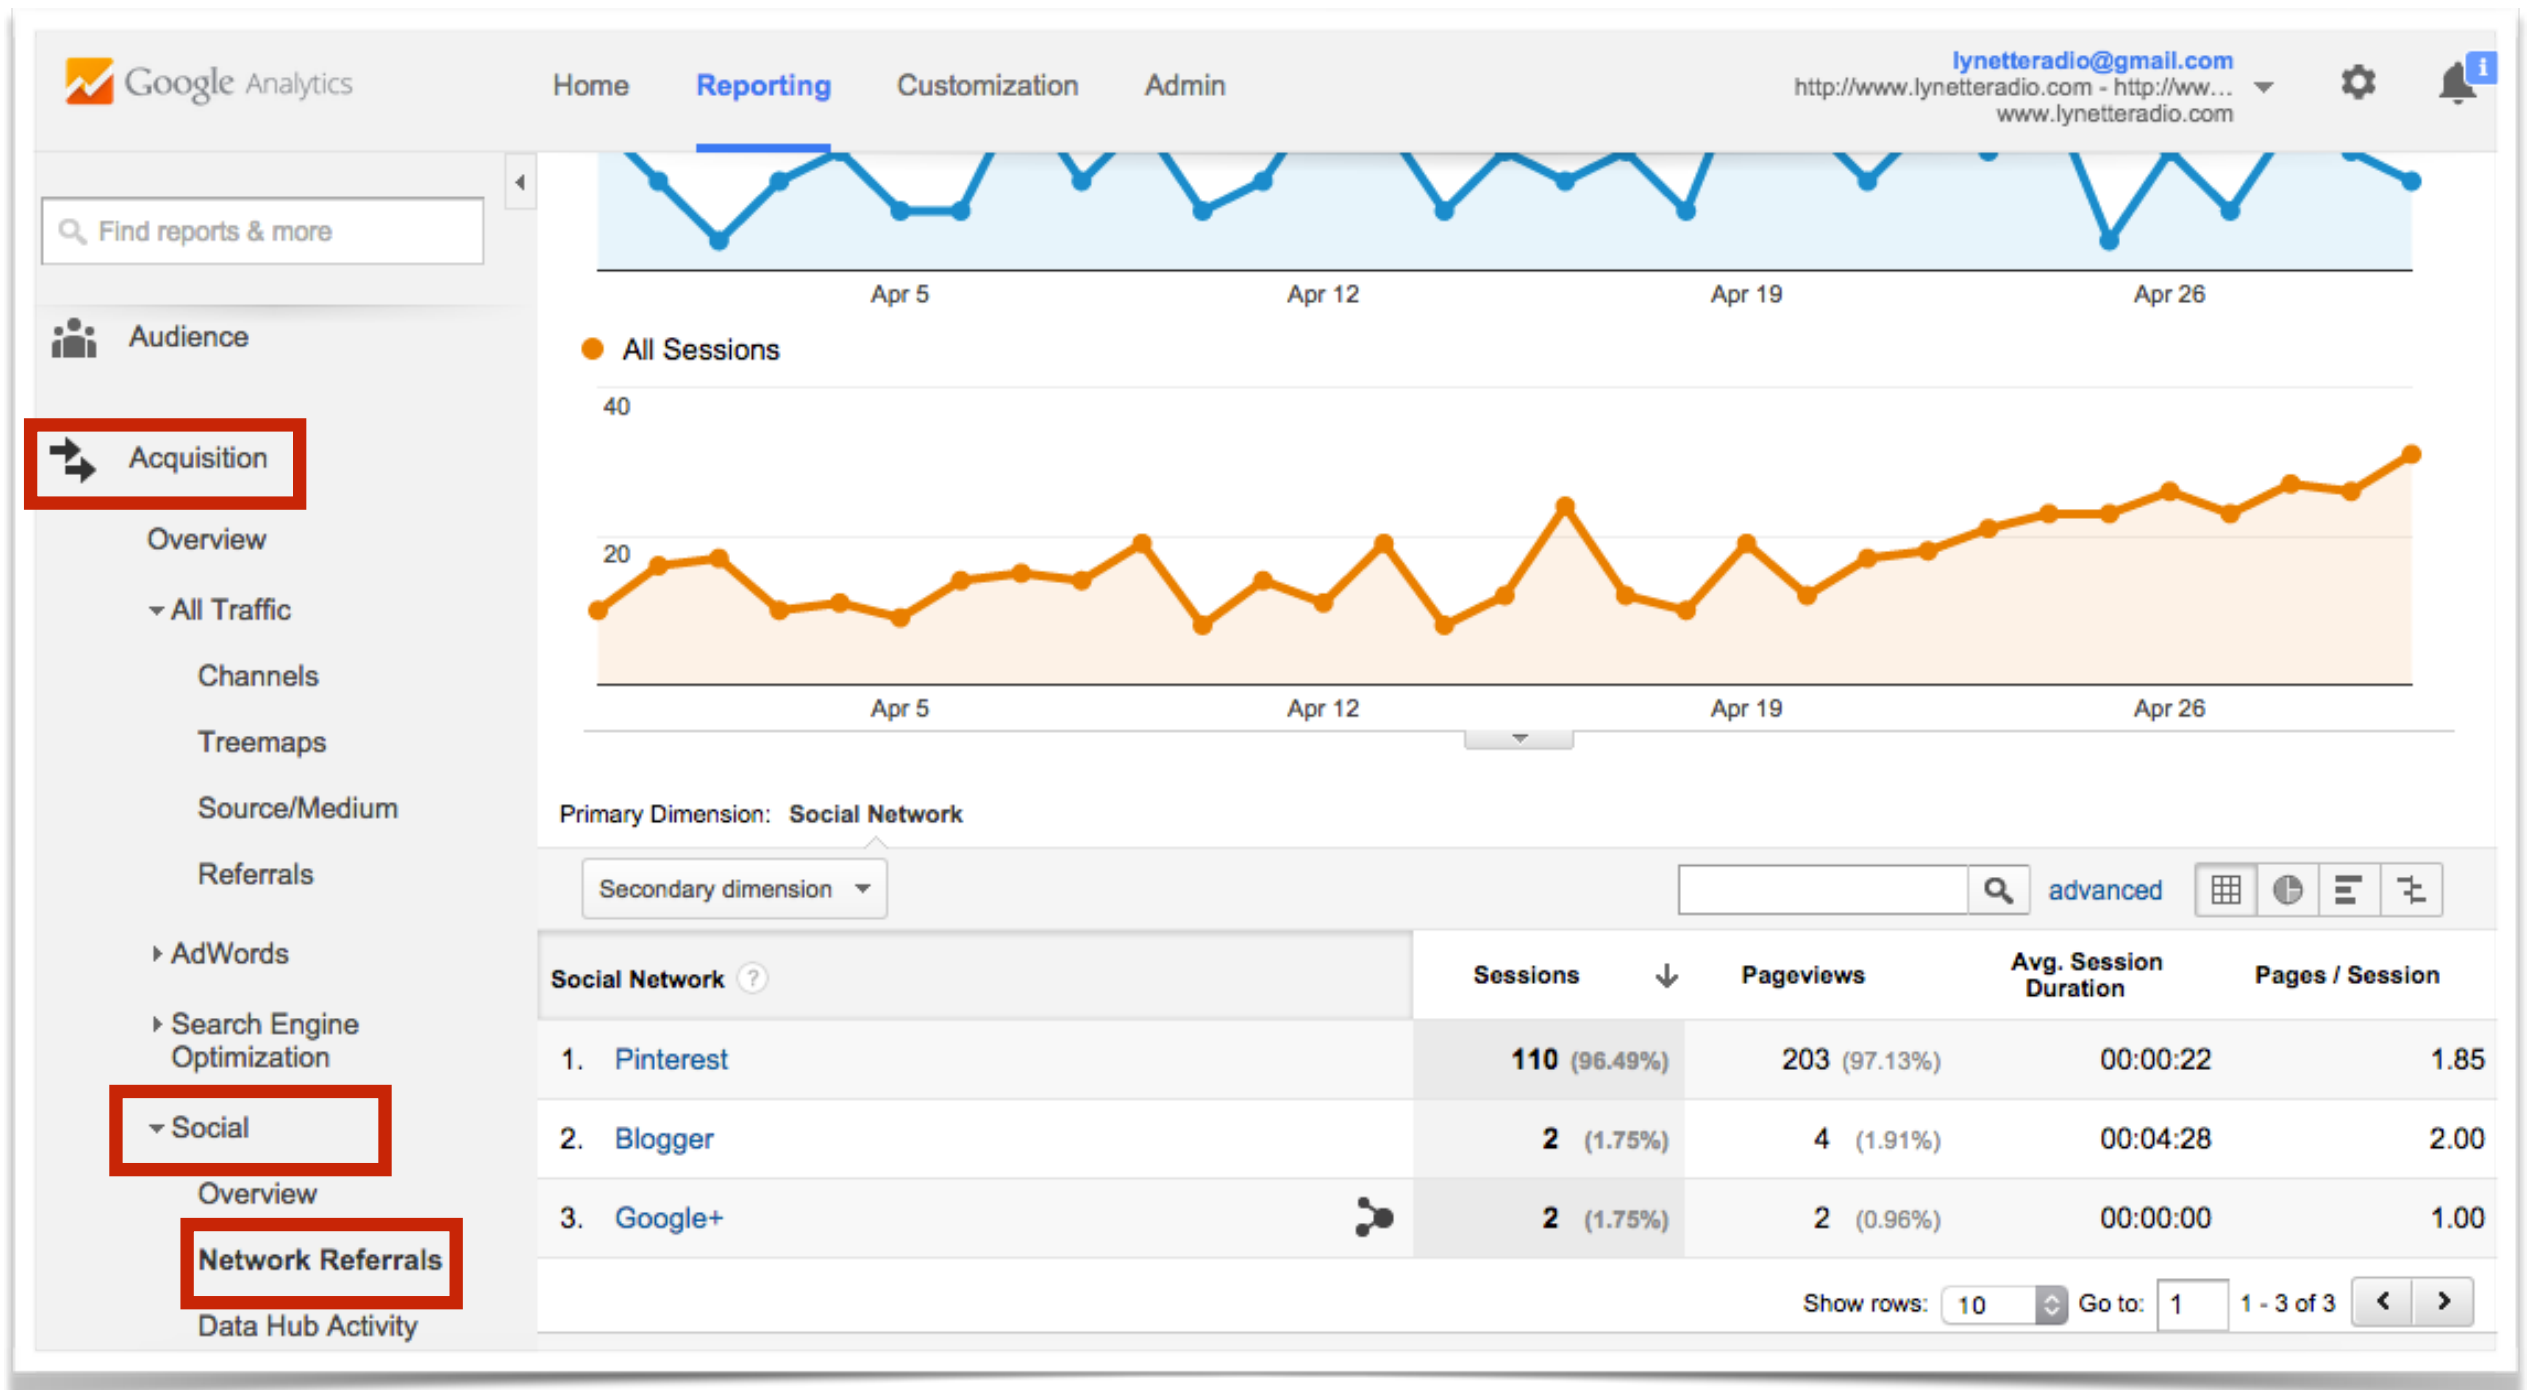 Google Analytics
Home Reporting Customization Admin
lynetteradio@gmail.com
http://www.lynetteradio.com - http://ww...
www.lynetteradio.com
i
Find reports & more
Audience
Acquisition
Overview
All Traffic
Channels
Treemaps
Source/Medium
Referrals
AdWords
Search Engine
Optimization
Social
Overview
Network Referrals
Data Hub Activity
Apr 5 Apr 12 Apr 19 Apr 26
All Sessions
40
20
Apr 5 Apr 12 Apr 19 Apr 26
Primary Dimension: Social Network
Secondary dimension advanced
Social Network ? Sessions Pageviews Avg. Session Duration Pages / Session
1. Pinterest 110 (96.49%) 203 (97.13%) 00:00:22 1.85
2. Blogger 2 (1.75%) 4 (1.91%) 00:04:28 2.00
3. Google+ 2 (1.75%) 2 (0.96%) 00:00:00 1.00
Show rows: 10 Go to: 1 1 - 3 of 3